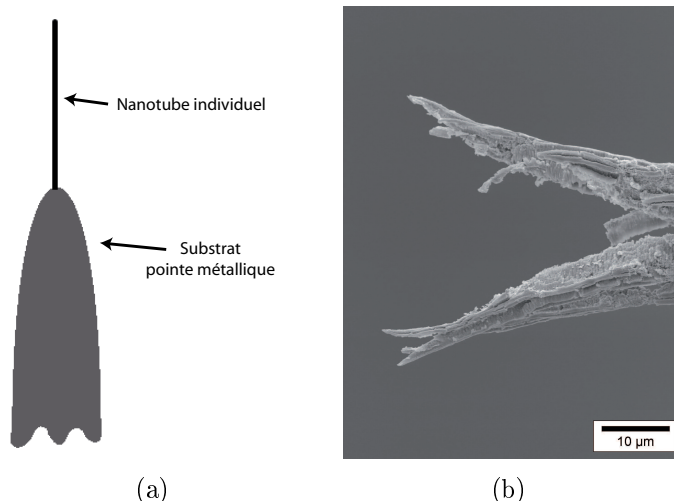 Nanotube individuel
Substrat
pointe métallique
10 µm
(a)
(b)